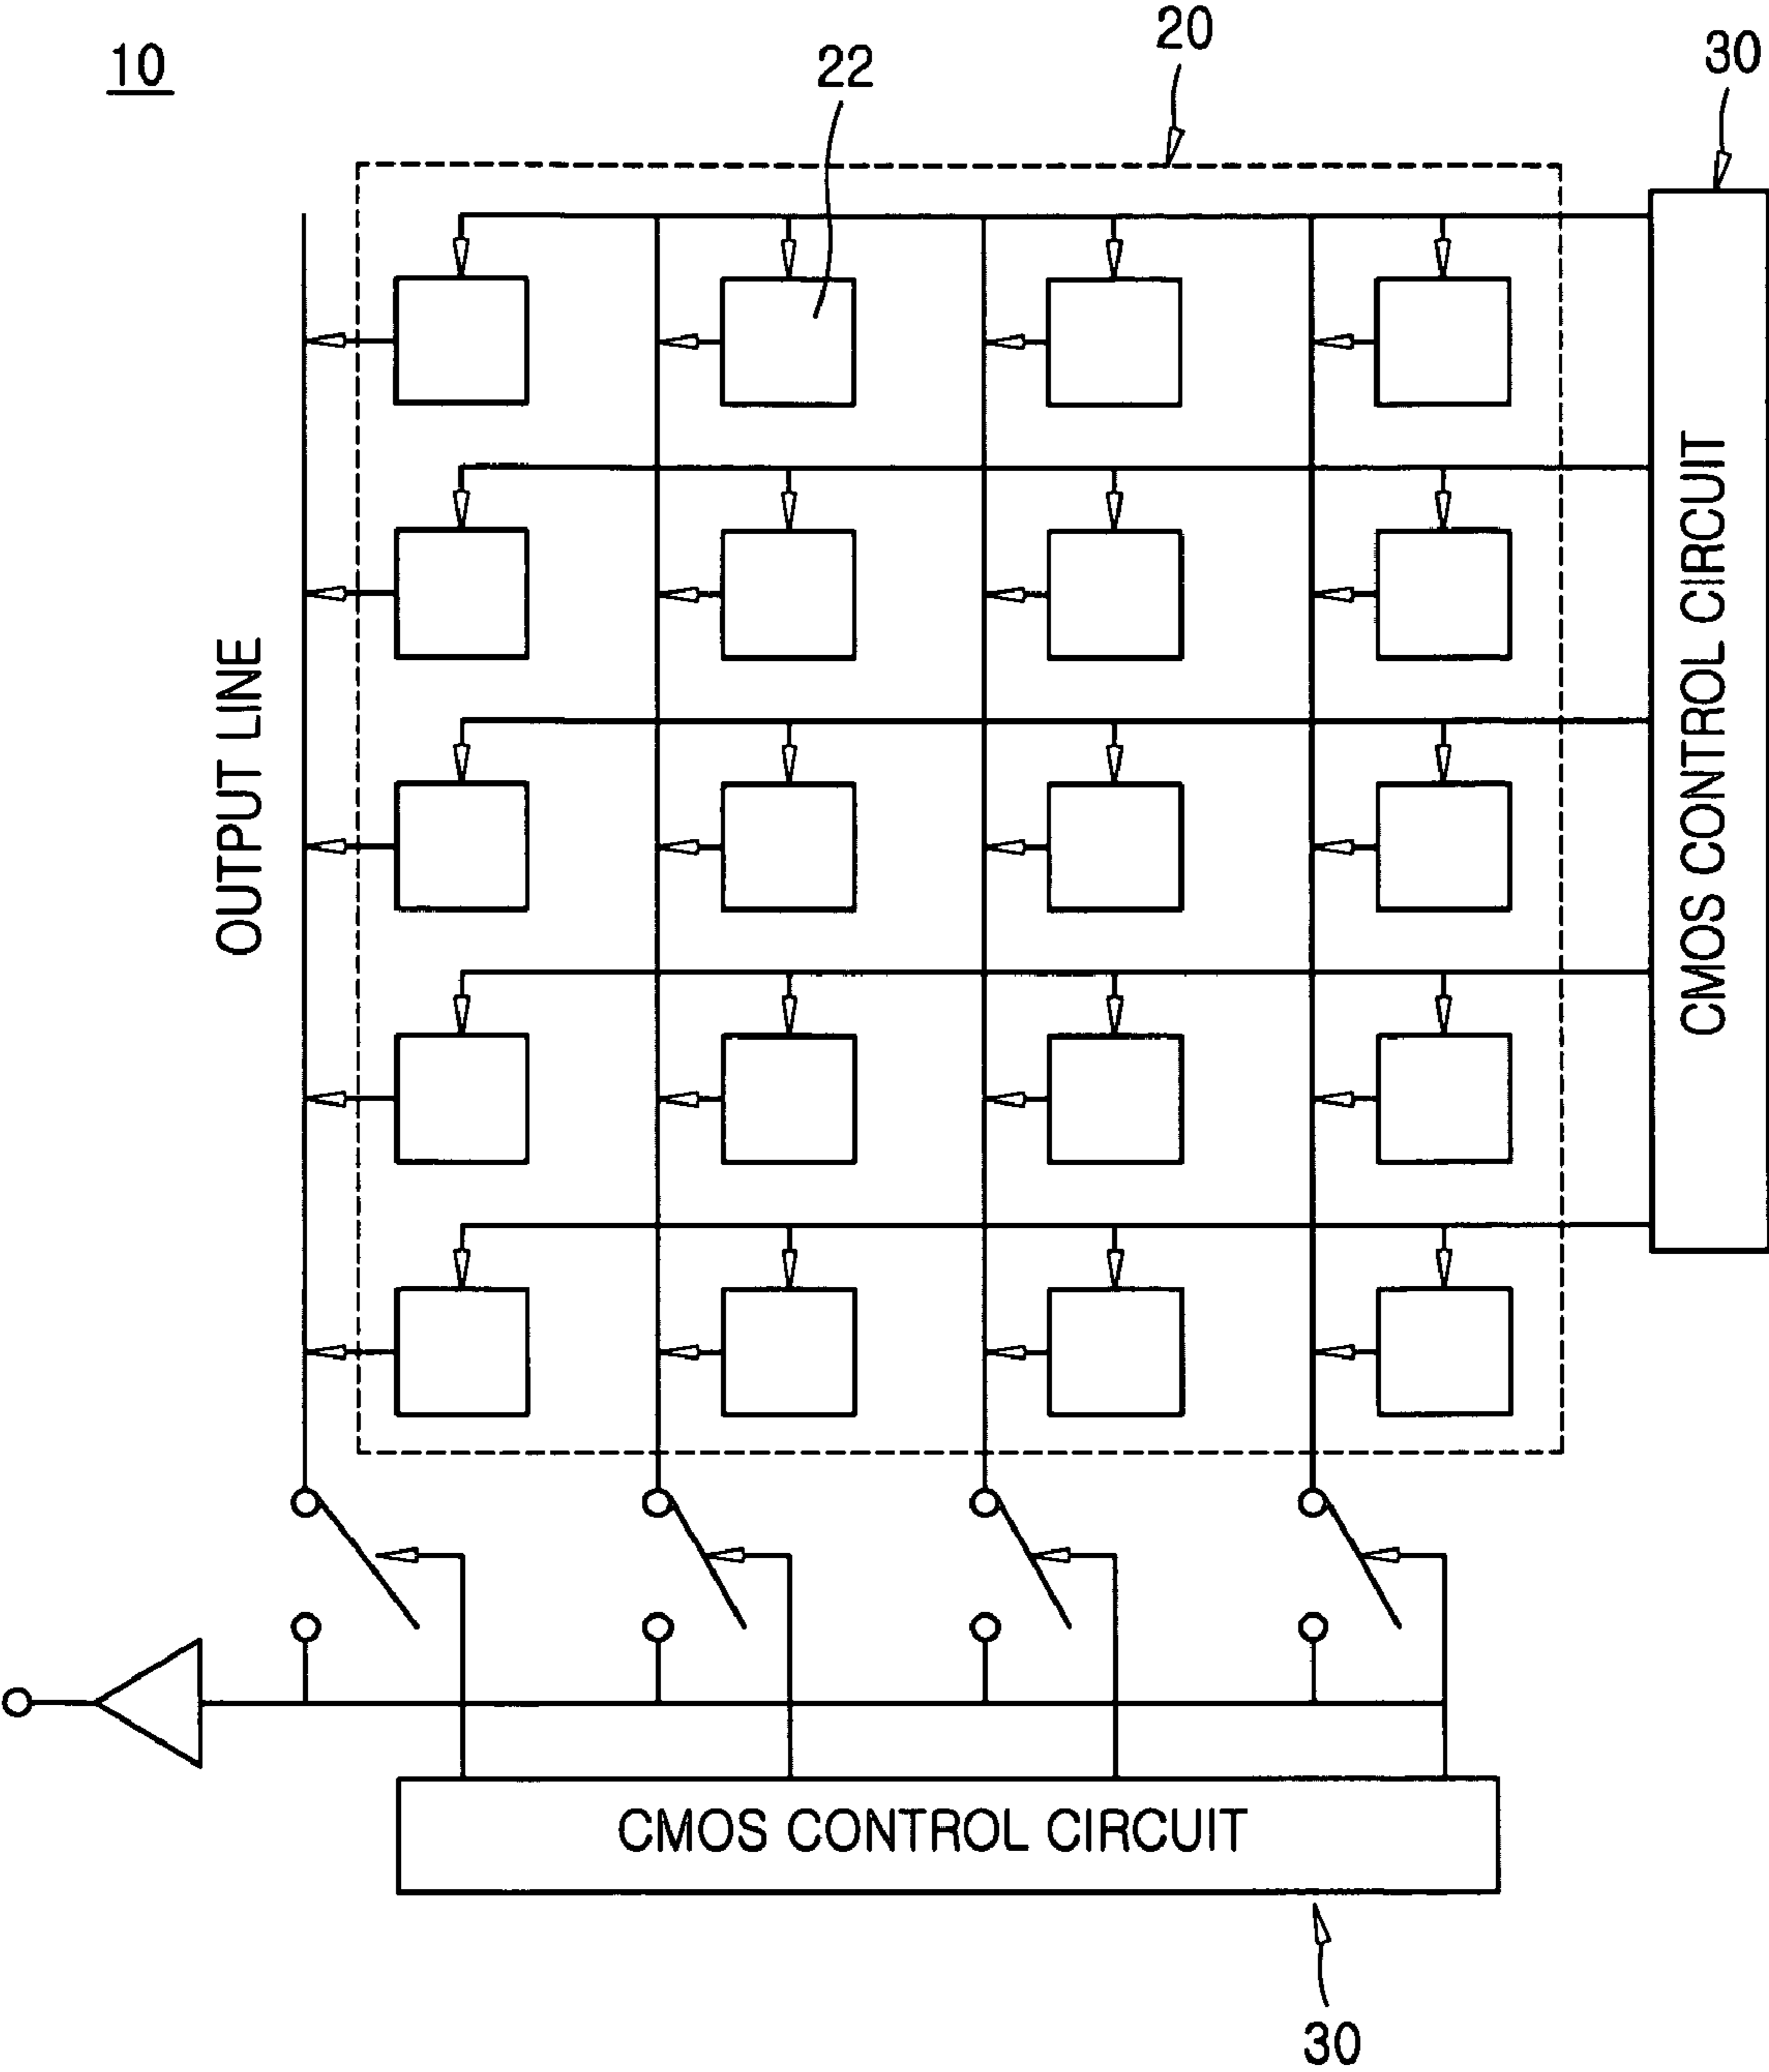 10
22
20
30
OUTPUT LINE
CMOS CONTROL CIRCUIT
CMOS CONTROL CIRCUIT
30